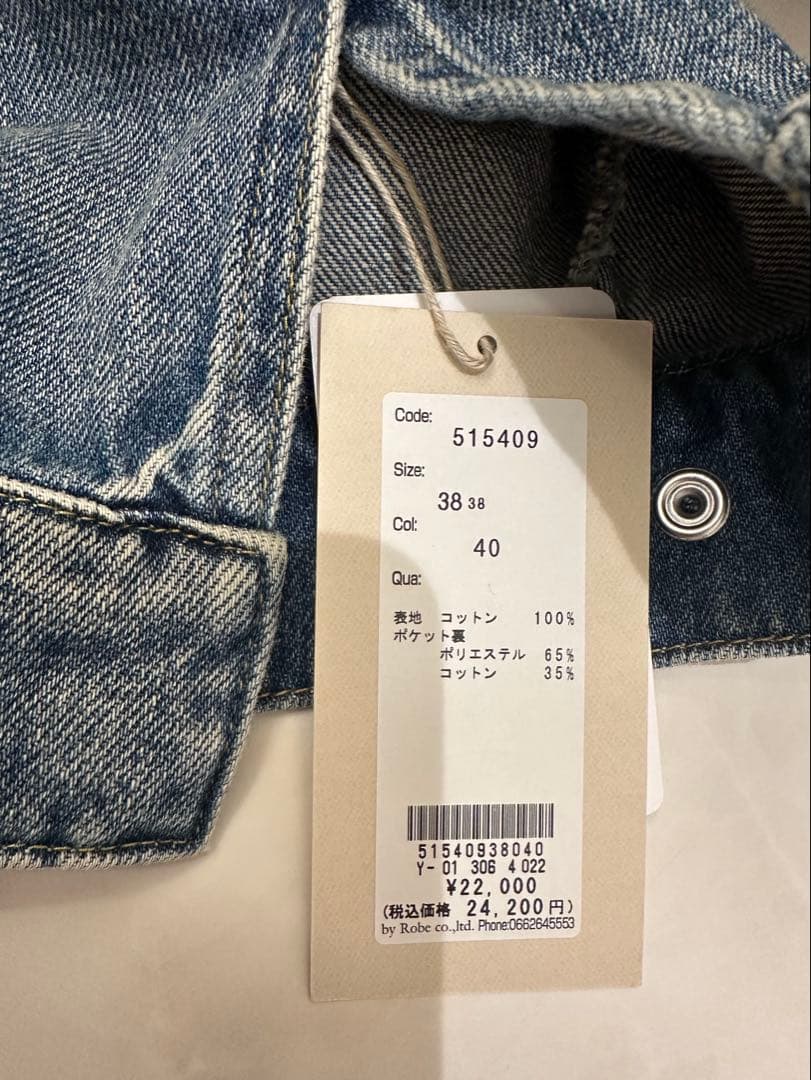 Code:
515409
Size:
38 38
Col:
40
Qua:
表地 コットン 100%
ポケット裏
ポリエステル 65%
コットン 35%
51540938040
Y- 01 306 4 022
¥22,000
(税込価格 24,200円)
by Robe co.,ltd. Phone:0662645553